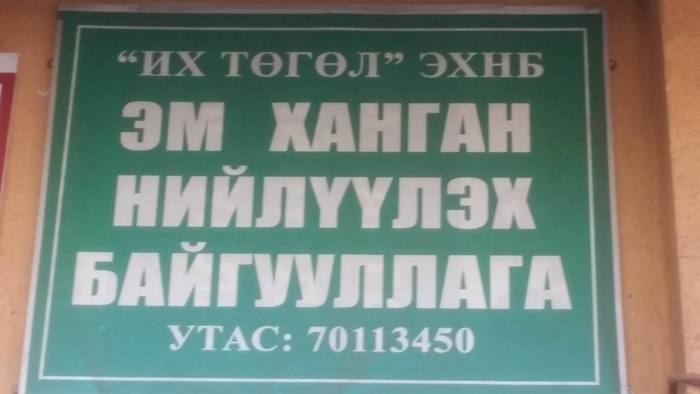 “ИХ ТӨГӨЛ” ЭХНБ
ЭМ ХАНГАН
НИЙЛҮҮЛЭХ
БАЙГУУЛЛАГА
УТАС: 70113450